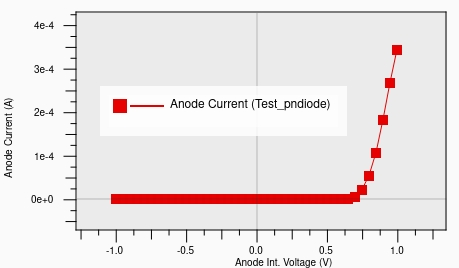 4e-4
3e-4
2e-4
1e-4
0e+0
Anode Current (A)
Anode Current (Test_pndiode)
-1.0 -0.5 0.0 0.5 1.0
Anode Int. Voltage (V)